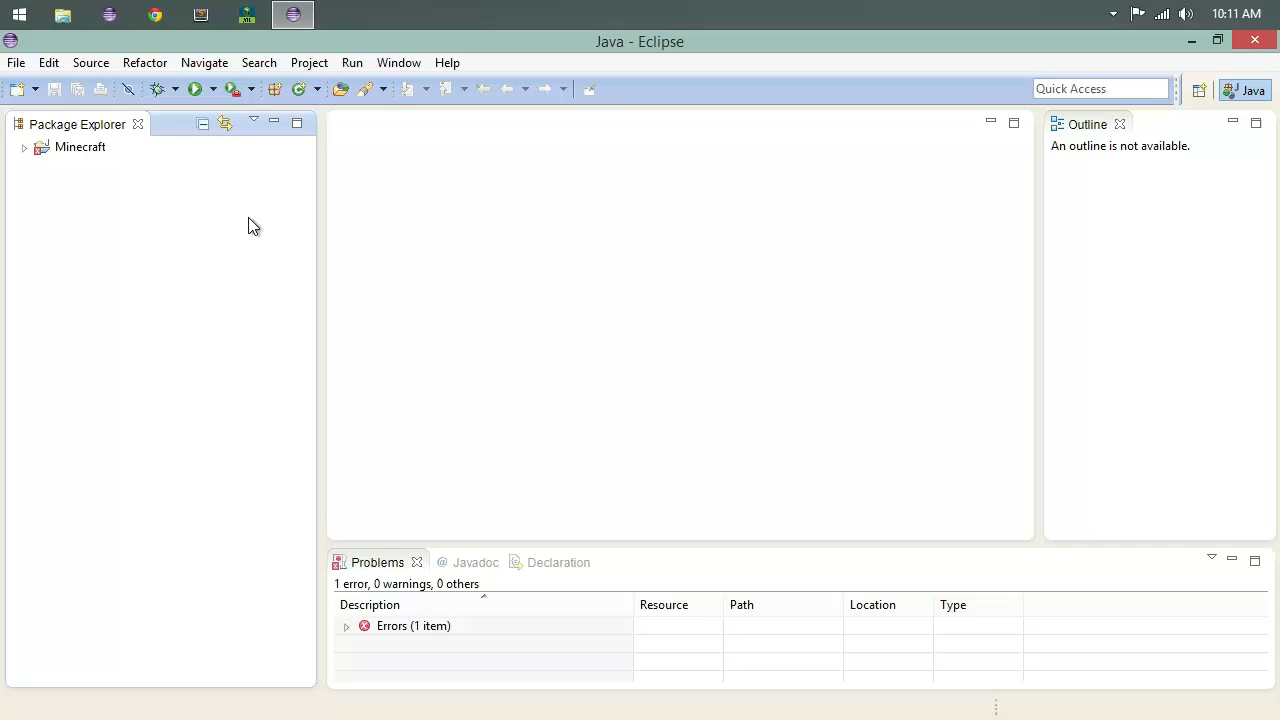 10:11 AM
Java - Eclipse
File Edit Source Refactor Navigate Search Project Run Window Help
Quick Access
Java
Package Explorer
Minecraft
Outline
An outline is not available.
Problems @ Javadoc Declaration
1 error, 0 warnings, 0 others
Description Resource Path Location Type
Errors (1 item)